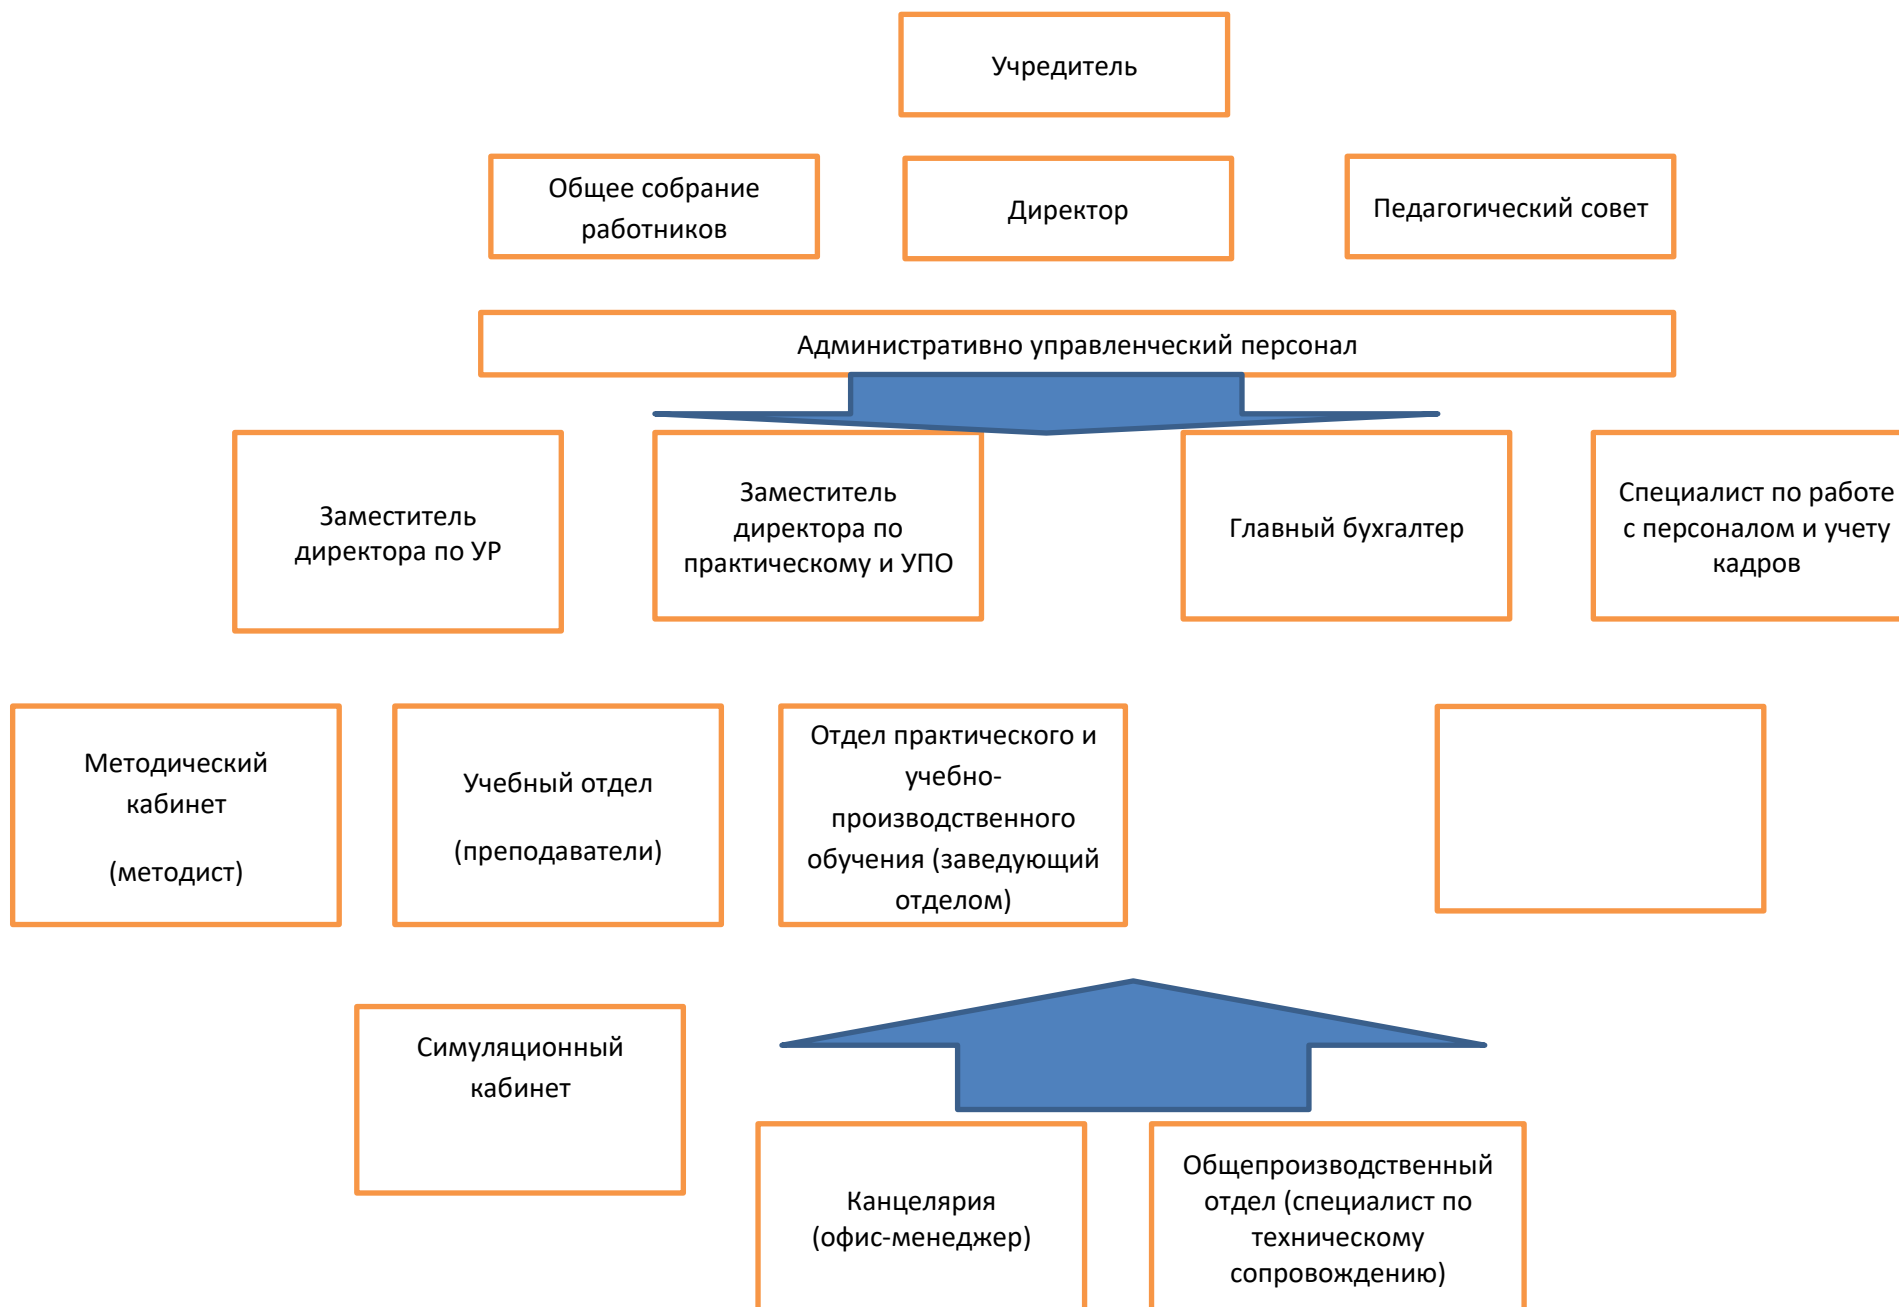 Учредитель
Общее собрание
работников
Директор
Педагогический совет
Административно управленческий персонал
Заместитель
директора по УР
Заместитель
директора по
практическому и УПО
Главный бухгалтер
Специалист по работе
с персоналом и учету
кадров
Методический
кабинет
(методист)
Учебный отдел
(преподаватели)
Отдел практического и
учебно-
производственного
обучения (заведующий
отделом)
Симуляционный
кабинет
Канцелярия
(офис-менеджер)
Общепроизводственный
отдел (специалист по
техническому
сопровождению)